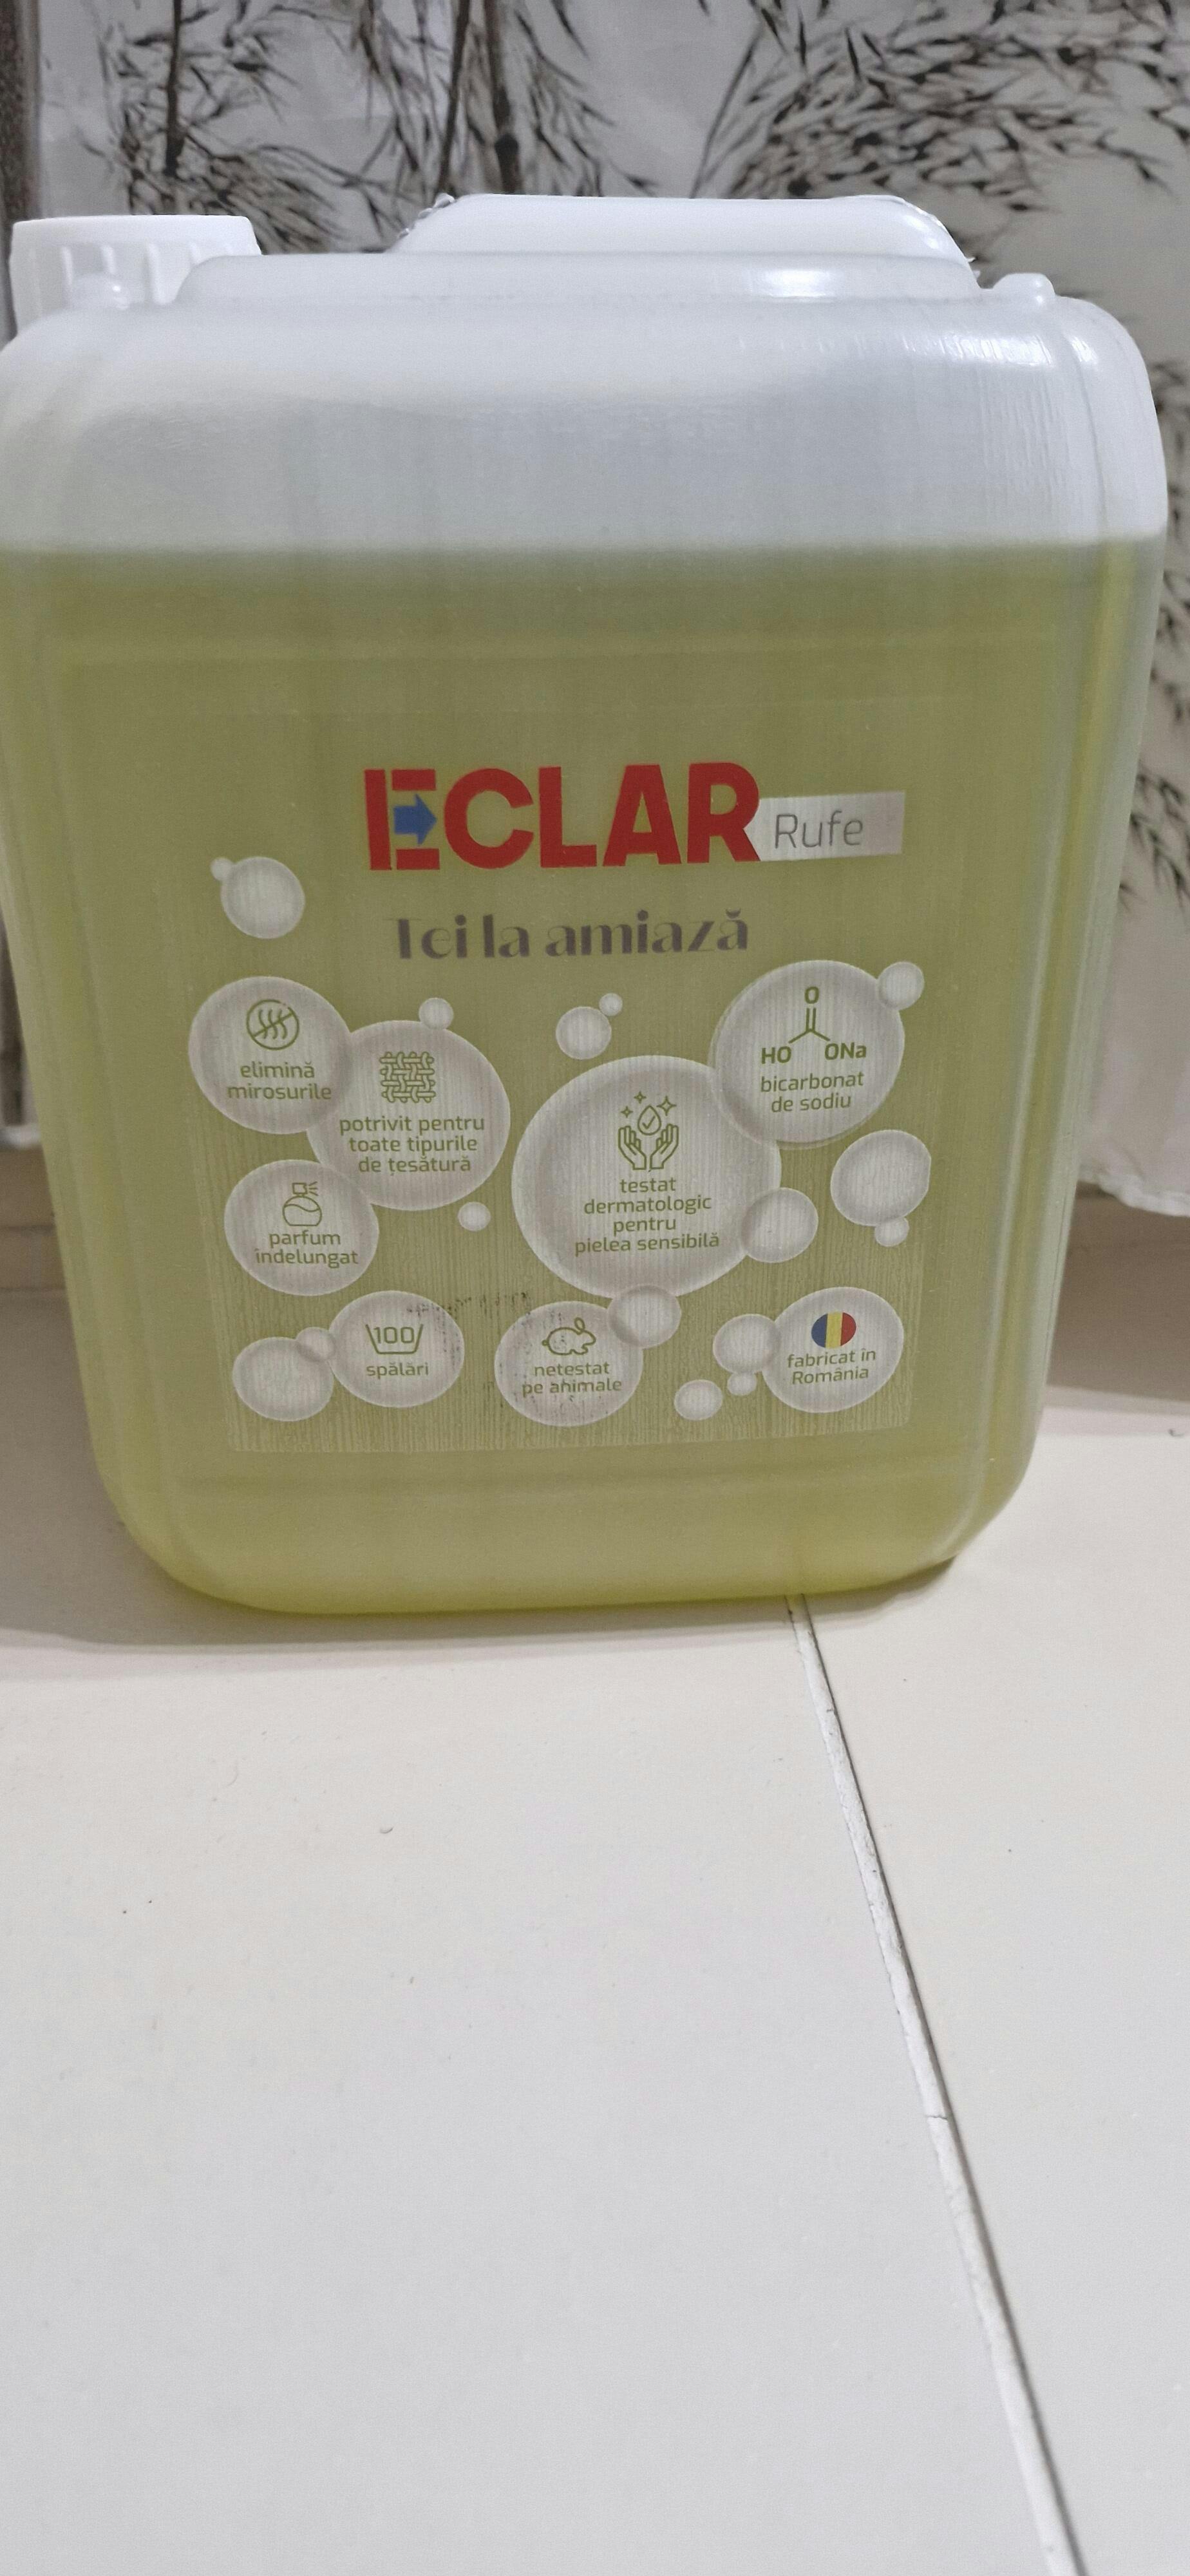 ECLAR Rufe
Tei la amiază
elimină
mirosurile
potrivit pentru
toate tipurile
de țesătură
parfum
îndelungat
testat
dermatologic
pentru
pielea sensibilă
O
HO ONa
bicarbonat
de sodiu
100
spălări
netestat
pe animale
fabricat în
România